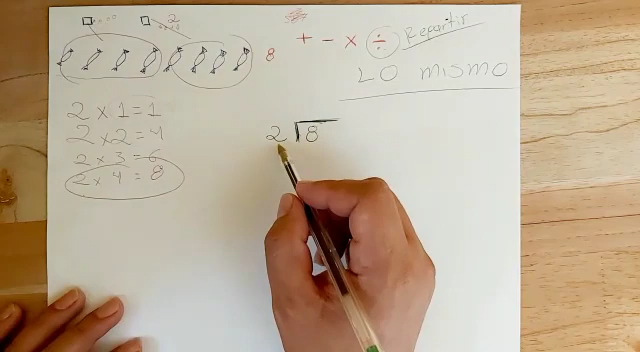 2
8 + - x ÷ Repartir
LO mismo
2 x 1 = 1
2 x 2 = 4
2 x 3 = 6
2 x 4 = 8
2 8